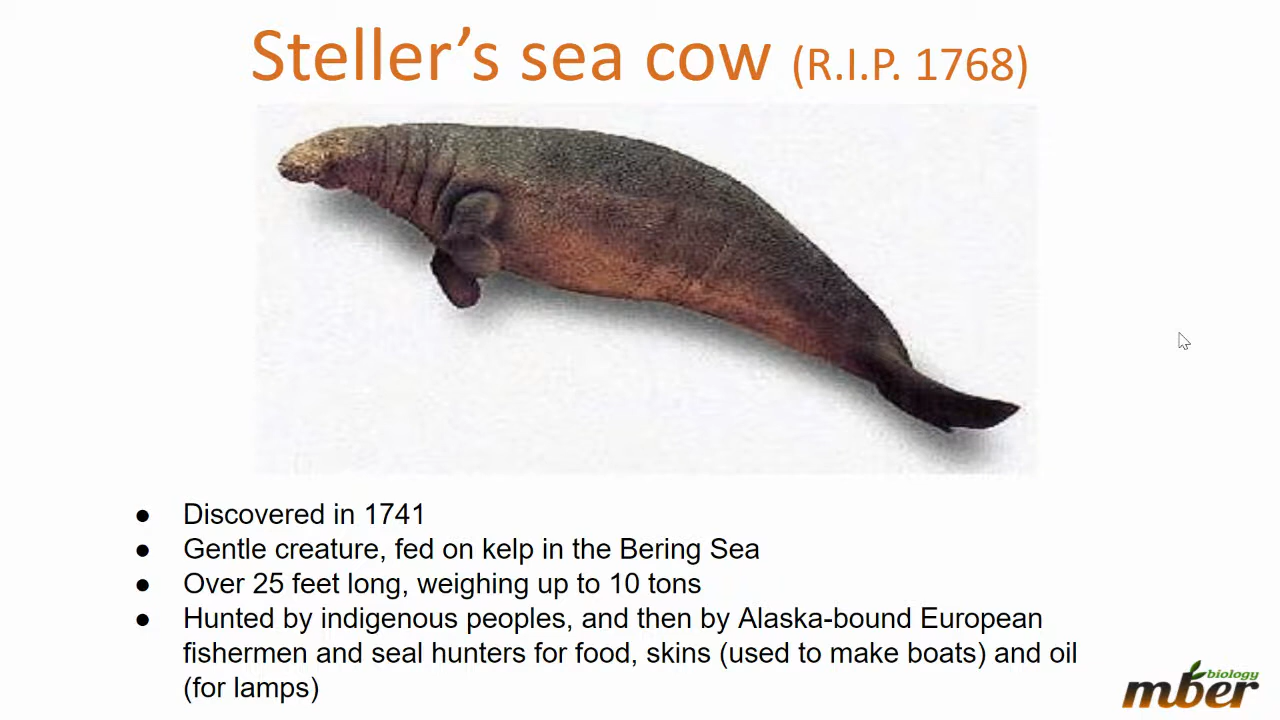 Steller’s sea cow (R.I.P. 1768)
● Discovered in 1741
● Gentle creature, fed on kelp in the Bering Sea
● Over 25 feet long, weighing up to 10 tons
● Hunted by indigenous peoples, and then by Alaska-bound European
fishermen and seal hunters for food, skins (used to make boats) and oil
(for lamps)
biology
mber